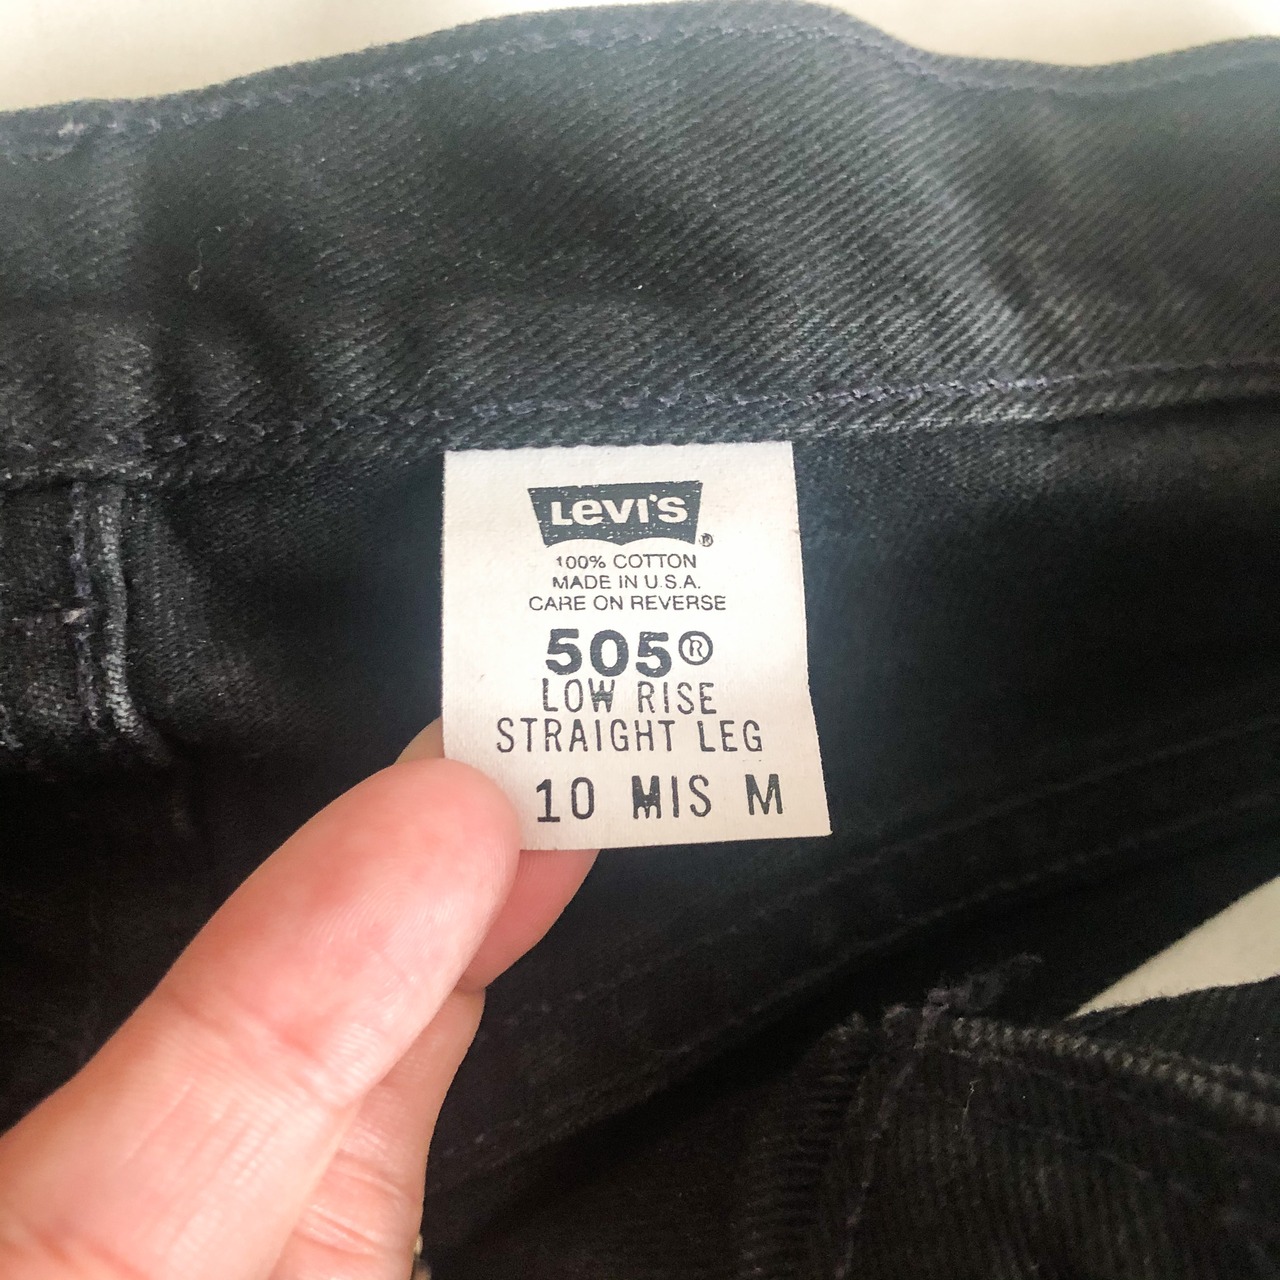 Levi's®
100% COTTON
MADE IN U.S.A.
CARE ON REVERSE
505®
LOW RISE
STRAIGHT LEG
10 MIS M